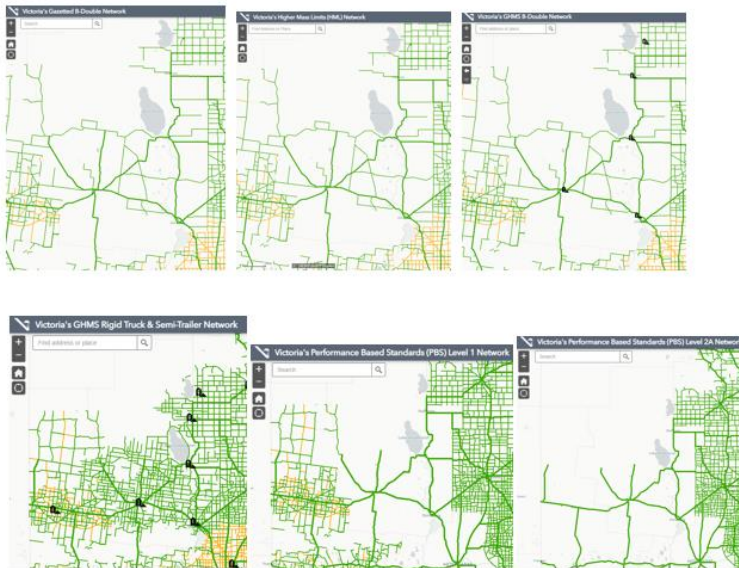 Victoria's Gazetted B-Double Network
Search
Victoria's Higher Mass Limits (HML) Network
Find address or place
Victoria's GHMS B-Double Network
Find address or place
Victoria's GHMS Rigid Truck & Semi-Trailer Network
Find address or place
Victoria's Performance Based Standards (PBS) Level 1 Network
Search
Victoria's Performance Based Standards (PBS) Level 2A Network
Search